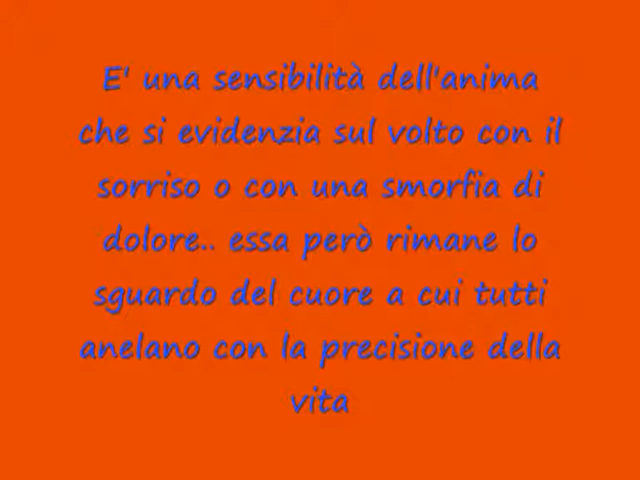 E' una sensibilità dell'anima
che si evidenzia sul volto con il
sorriso o con una smorfia di
dolore.. essa però rimane lo
sguardo del cuore a cui tutti
anelano con la precisione della
vita